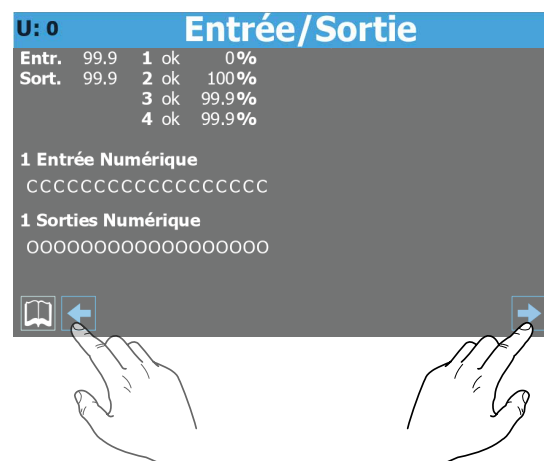 U: 0 Entrée/Sortie
Entr. 99.9 1 ok 0%
Sort. 99.9 2 ok 100%
3 ok 99.9%
4 ok 99.9%
1 Entrée Numérique
CCCCCCCCCCCCCCCCCC
1 Sorties Numérique
OOOOOOOOOOOOOOOOOO